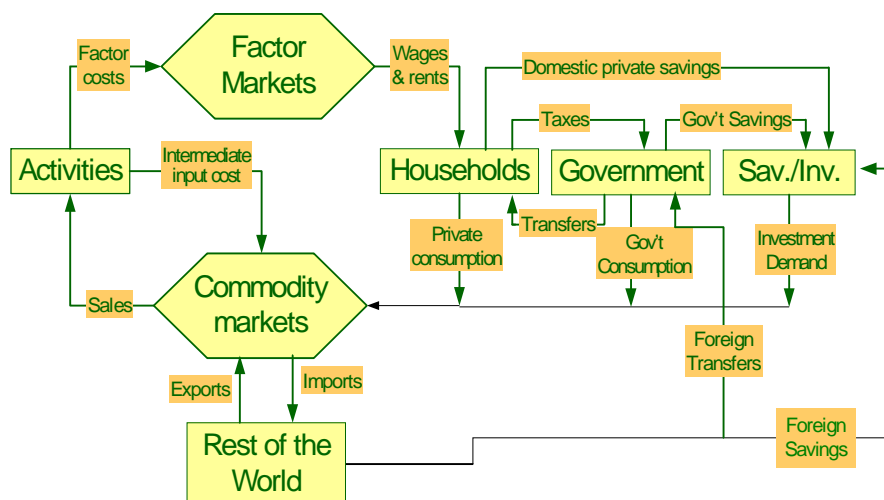 Factor
costs
Factor
Markets
Wages
& rents
Domestic private savings
Taxes
Gov't Savings
Activities
Intermediate
input cost
Households
Government
Sav./Inv.
Transfers
Private
consumption
Gov't
Consumption
Investment
Demand
Sales
Commodity
markets
Foreign
Transfers
Exports
Imports
Rest of the
World
Foreign
Savings